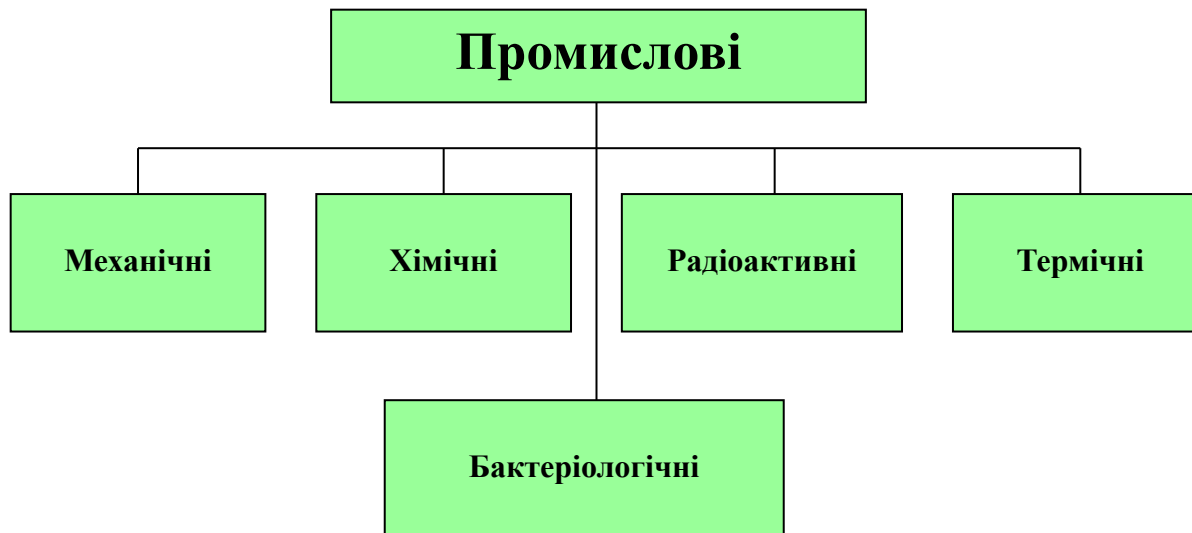 Промислові
Механічні
Хімічні
Радіоактивні
Термічні
Бактеріологічні